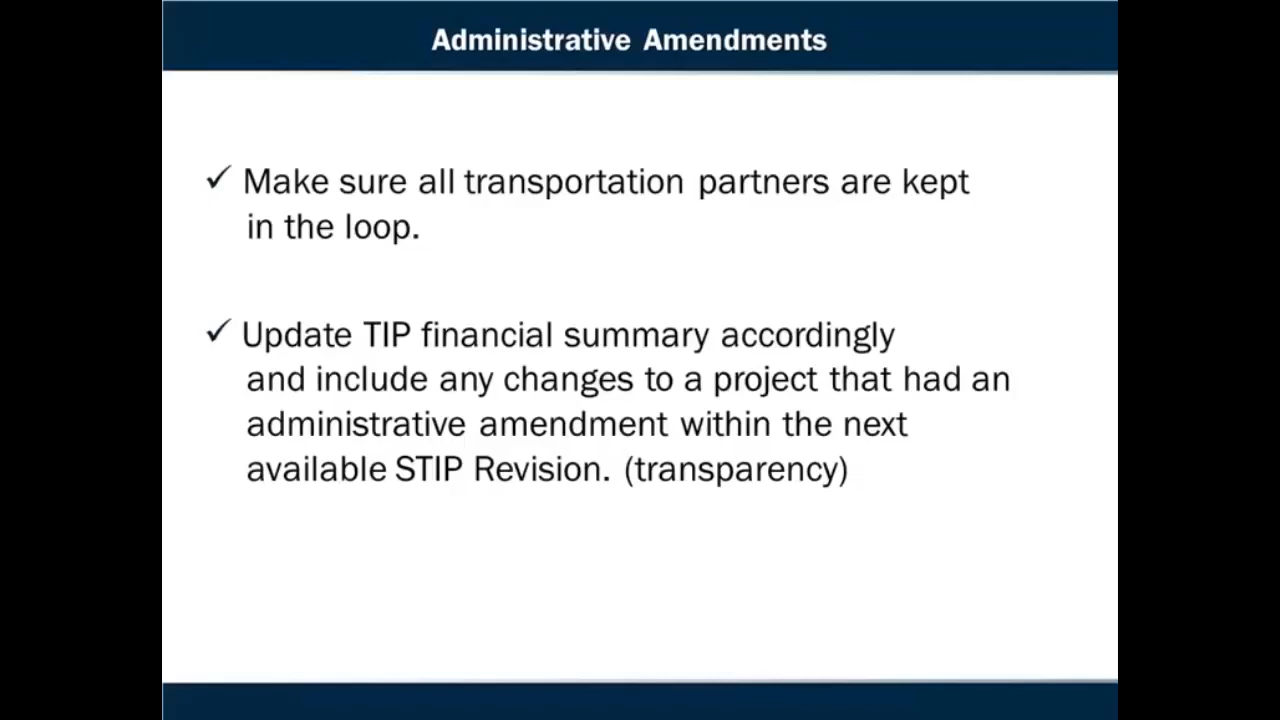 Administrative Amendments
✓ Make sure all transportation partners are kept
in the loop.
✓ Update TIP financial summary accordingly
and include any changes to a project that had an
administrative amendment within the next
available STIP Revision. (transparency)